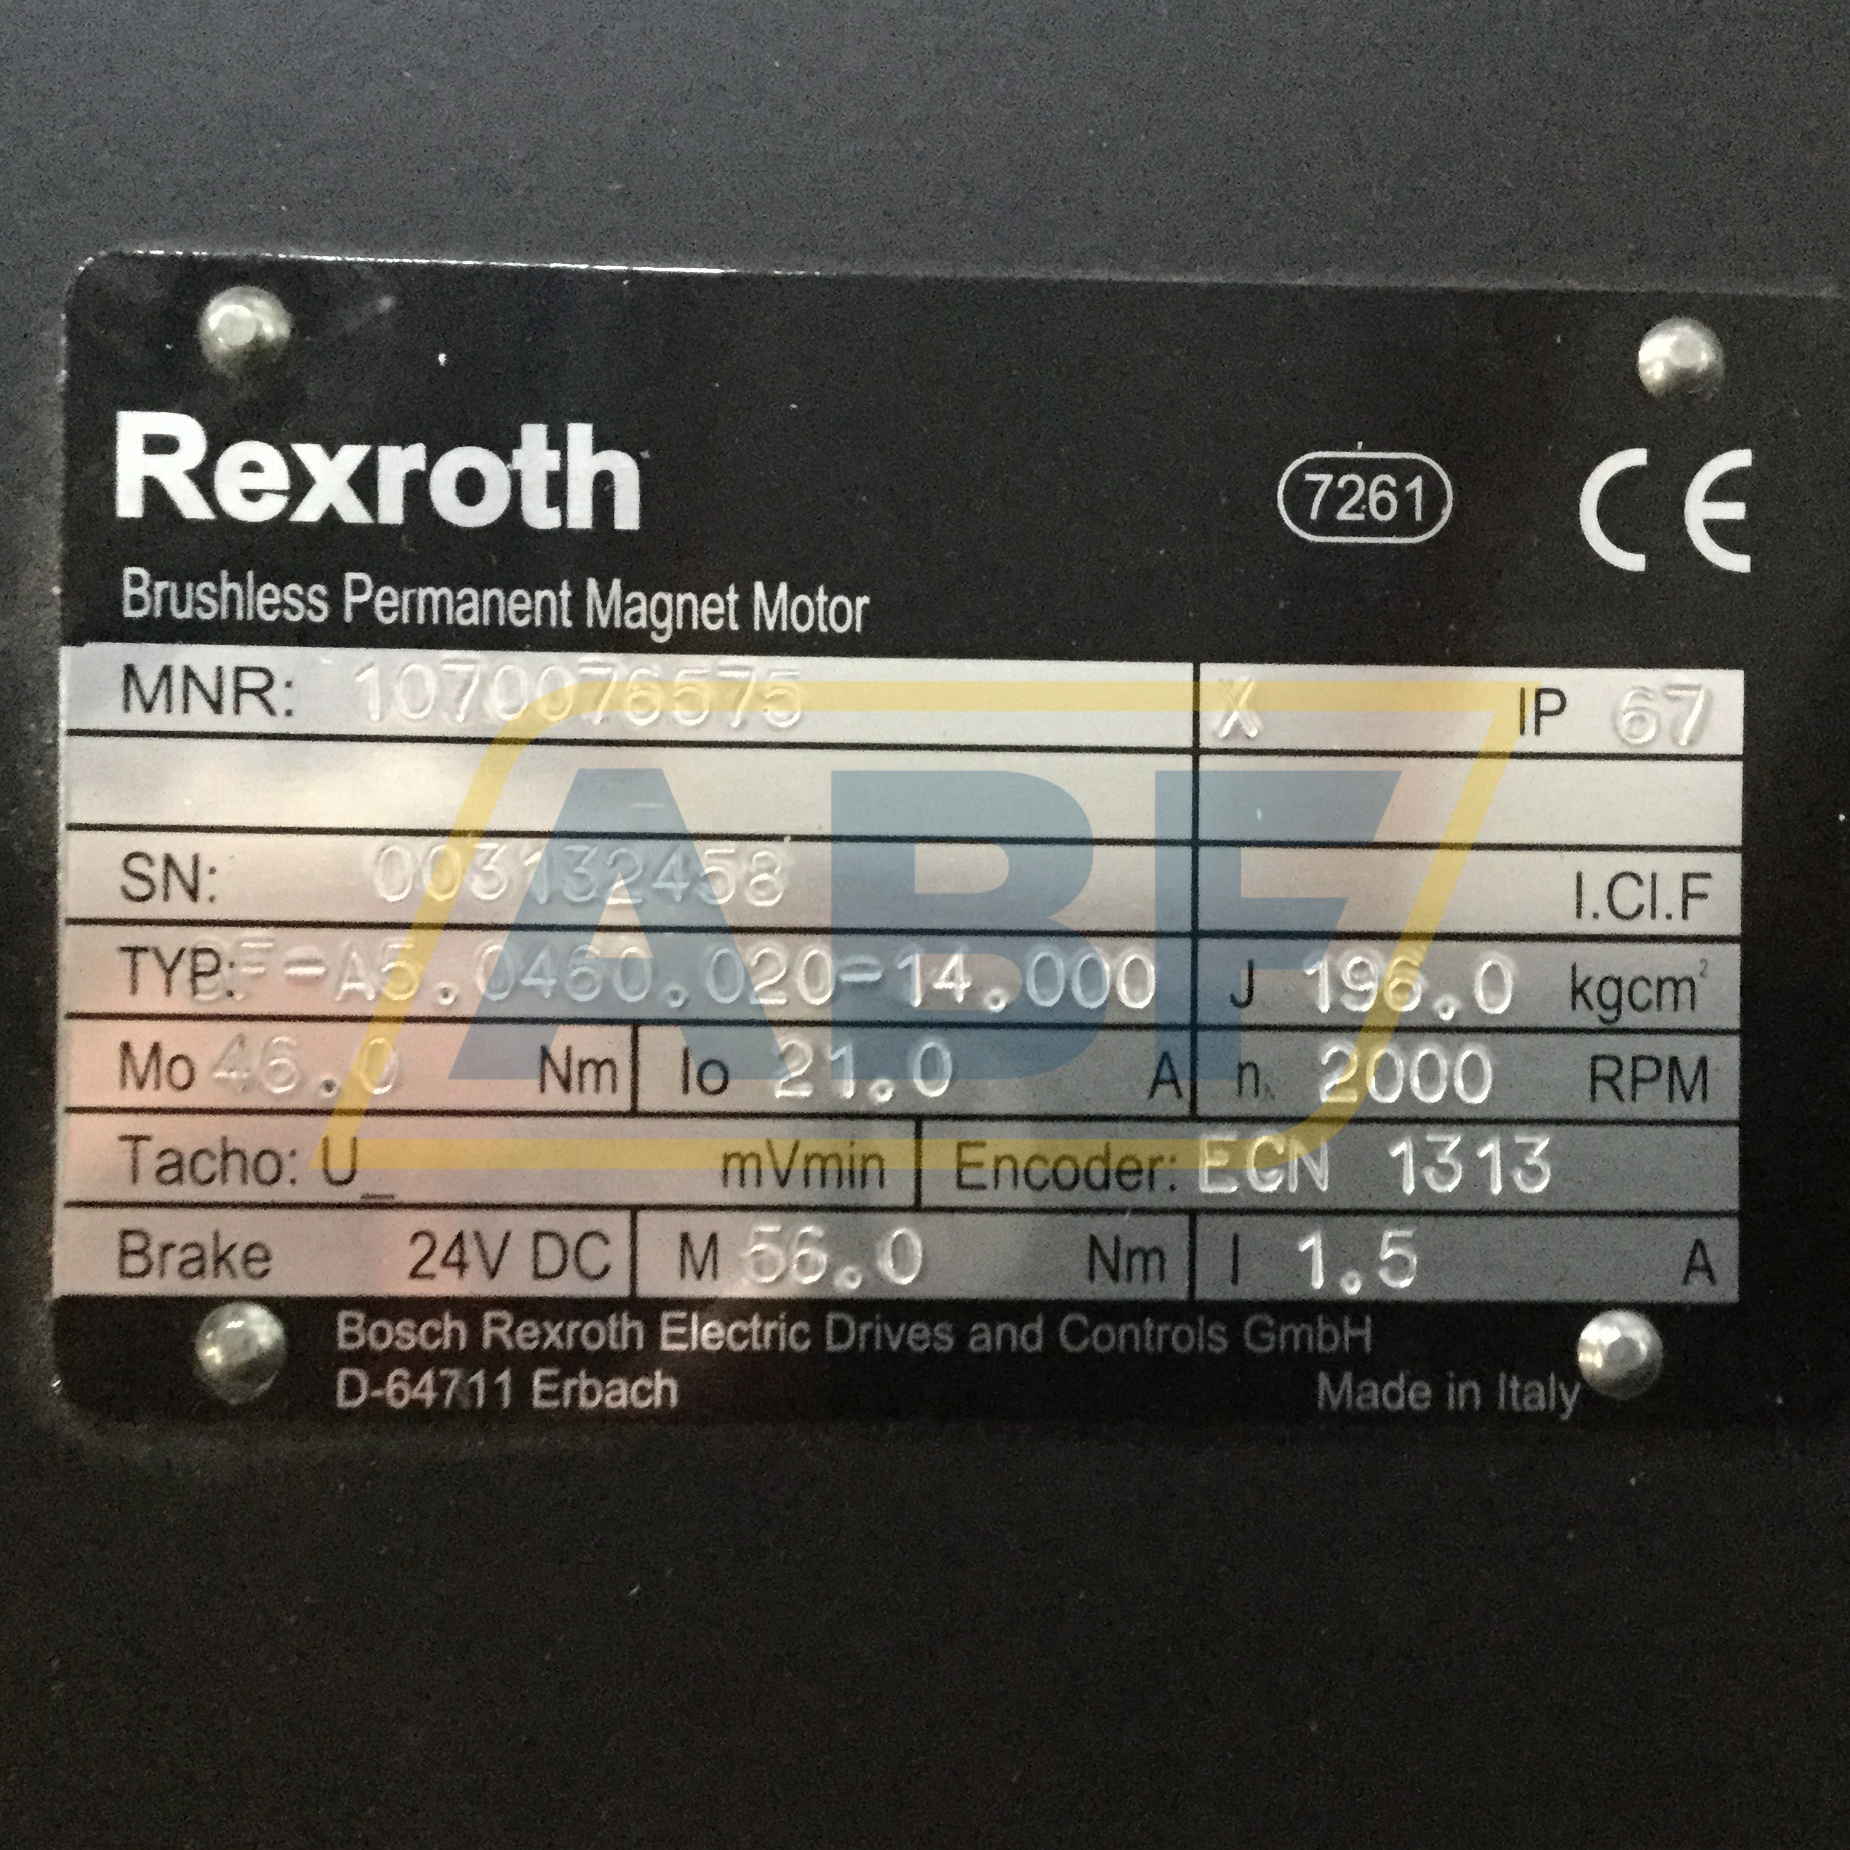 Rexroth
7261 CE
Brushless Permanent Magnet Motor
MNR: 1070076575 X IP 67
SN: 003132458 I.Cl.F
TYP: SF-A5.0460.020-14.000 J 196.0 kgcm²
Mo 46.0 Nm Io 21.0 A n 2000 RPM
Tacho: U_ mVmin Encoder: ECN 1313
Brake 24V DC M 56.0 Nm I 1.5 A
Bosch Rexroth Electric Drives and Controls GmbH
D-64711 Erbach
Made in Italy
ABF